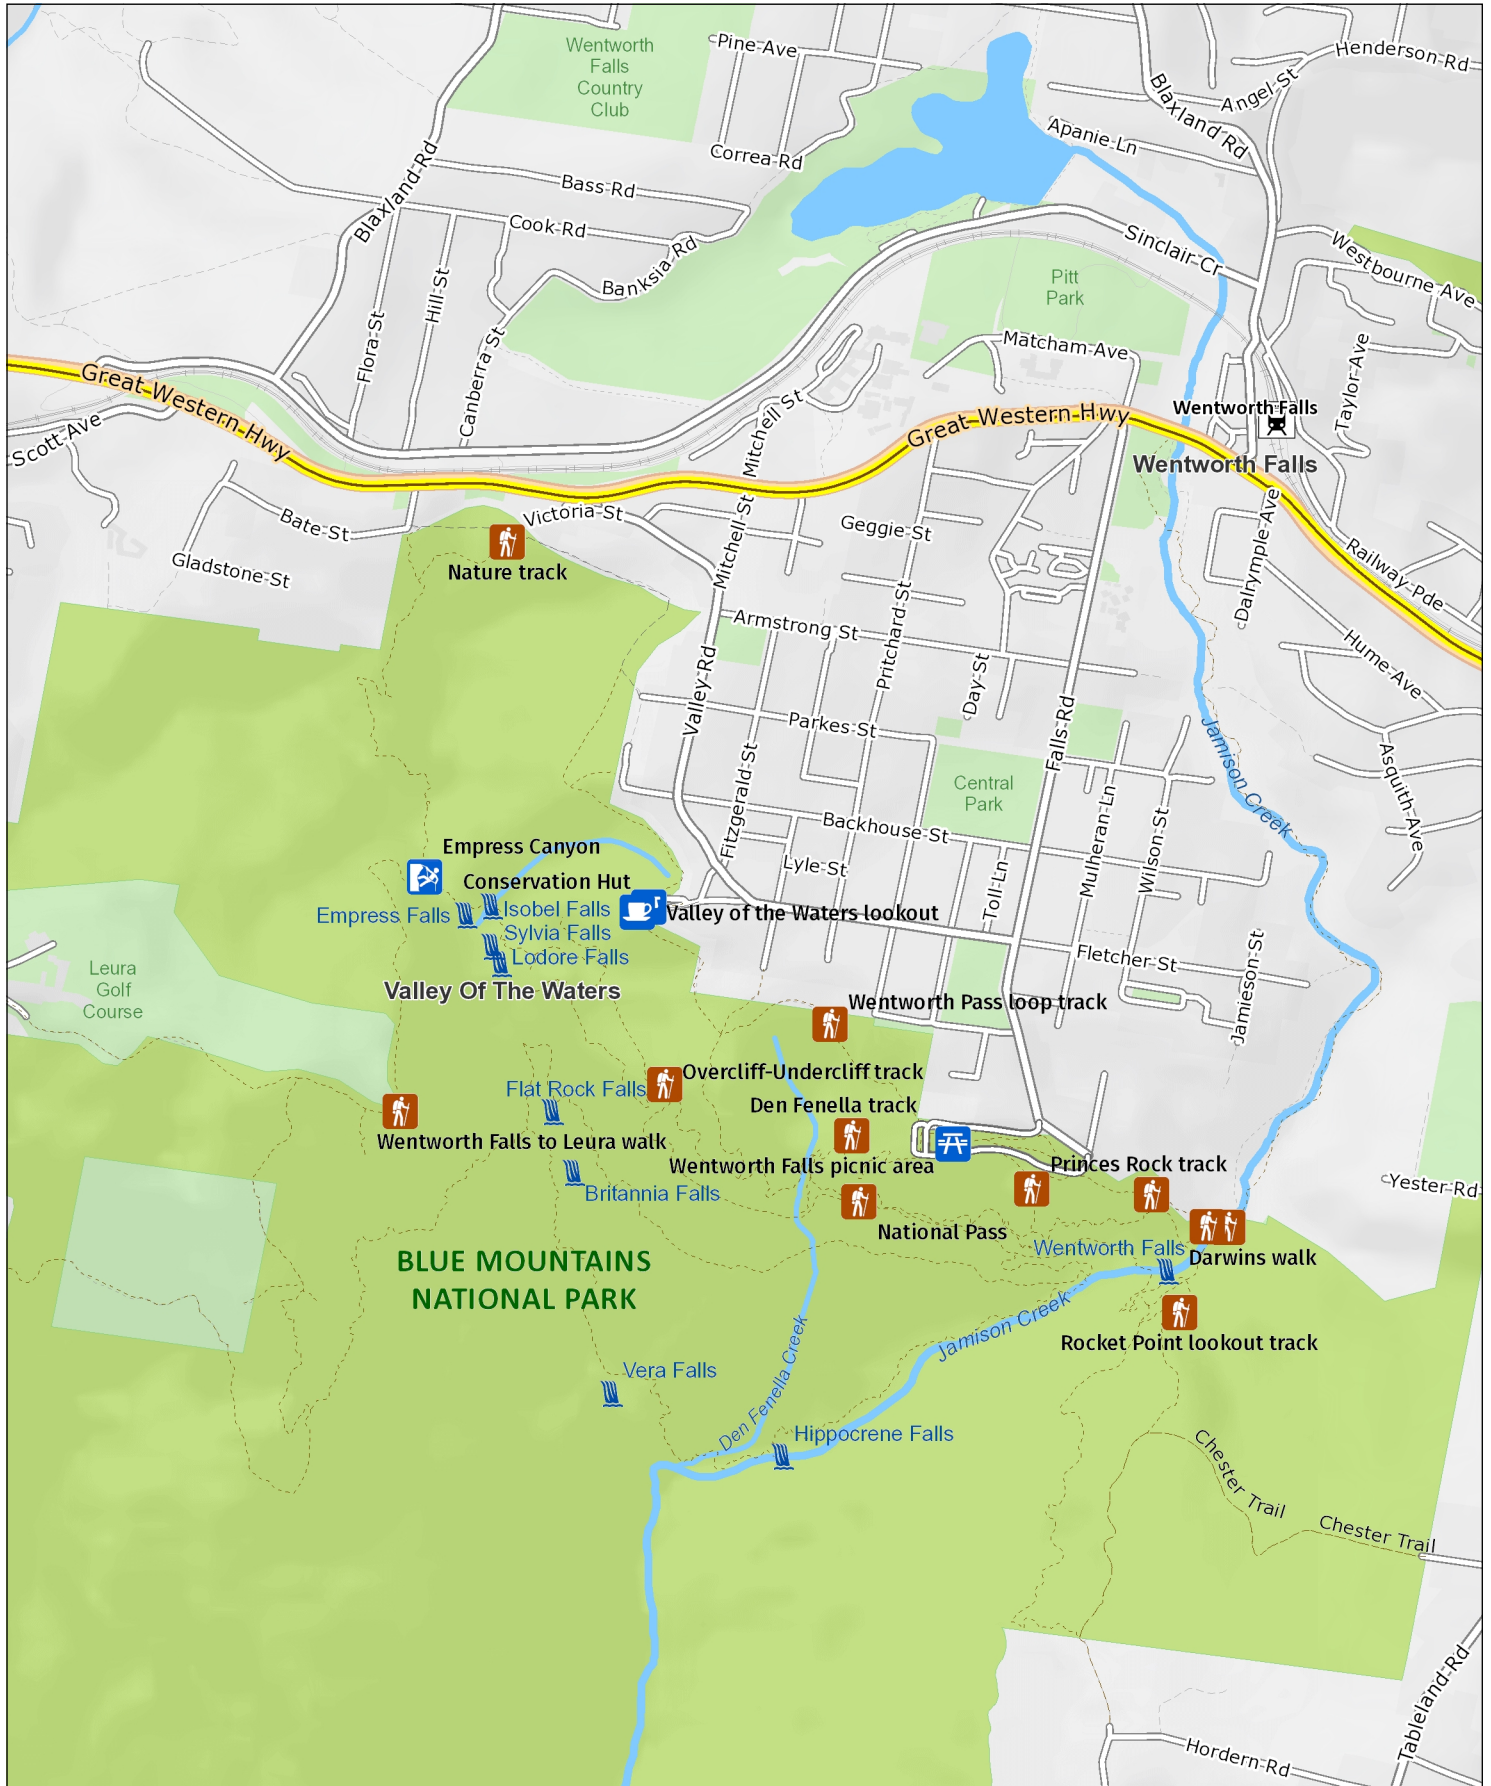 Wentworth
Falls
Country
Club
Pine Ave
Henderson Rd
Angel St
Blaxland Rd
Apanie Ln
Correa Rd
Blaxland Rd
Bass Rd
Cook Rd
Banksia Rd
Sinclair Cr
Westbourne Ave
Pitt
Park
Hill St
Flora St
Canberra St
Matcham Ave
Taylor Ave
Great Western Hwy
Scott Ave
Mitchell St
Great Western Hwy
Wentworth Falls
Wentworth Falls
Victoria St
Bate St
Gladstone St
Nature track
Mitchell St
Geggie St
Dalrymple Ave
Railway Pde
Armstrong St
Pritchard St
Day St
Hume Ave
Valley Rd
Parkes St
Falls Rd
Jamison Creek
Asquith Ave
Fitzgerald St
Central
Park
Backhouse St
Mulheran Ln
Wilson St
Lyle St
Toll Ln
Empress Canyon
Conservation Hut
Empress Falls
Isobel Falls
Sylvia Falls
Lodore Falls
Valley of the Waters lookout
Valley Of The Waters
Fletcher St
Jamieson St
Leura
Golf
Course
Wentworth Pass loop track
Overcliff-Undercliff track
Flat Rock Falls
Den Fenella track
Wentworth Falls to Leura walk
Wentworth Falls picnic area
Princes Rock track
Yester Rd
Britannia Falls
National Pass
Wentworth Falls
Darwins walk
BLUE MOUNTAINS
NATIONAL PARK
Jamison Creek
Rocket Point lookout track
Vera Falls
Den Fenella Creek
Hippocrene Falls
Chester Trail
Chester Trail
Tableland Rd
Hordern Rd